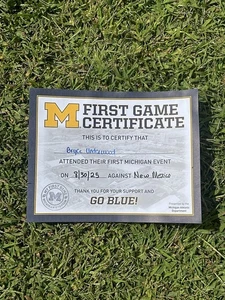 M FIRST GAME
CERTIFICATE
THIS IS TO CERTIFY THAT
Bryce
ATTENDED THEIR FIRST MICHIGAN EVENT
ON 8/30/25 AGAINST New Mexico
THANK YOU FOR YOUR SUPPORT AND
GO BLUE!